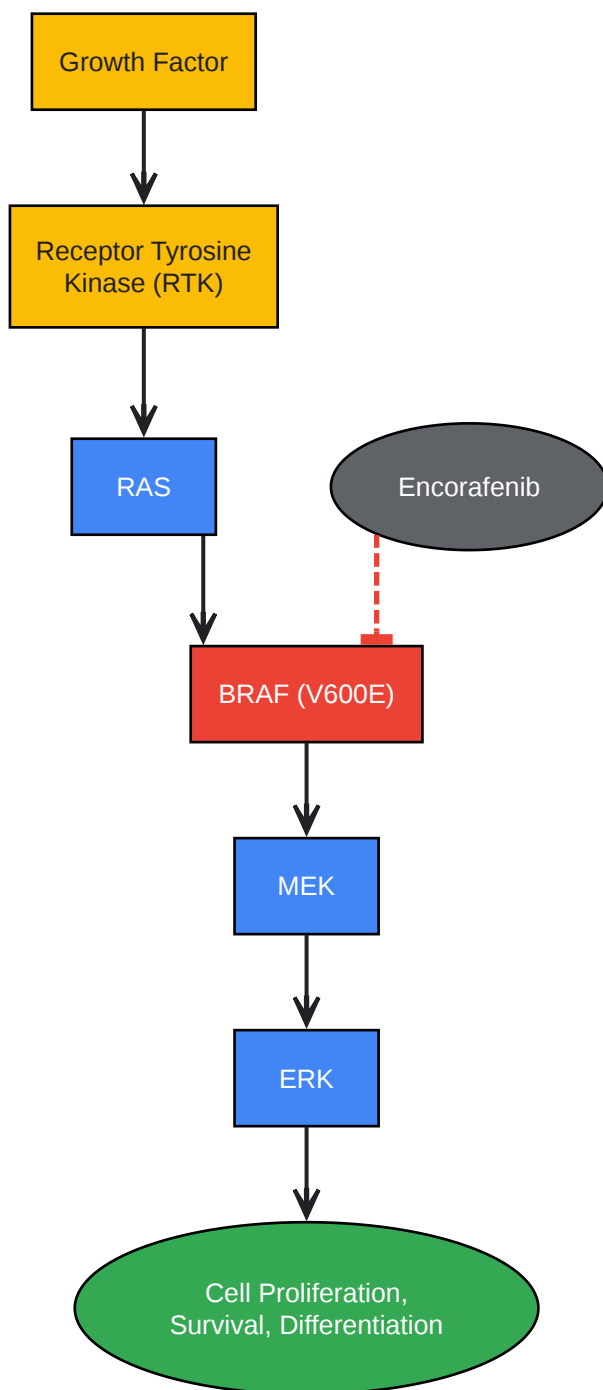 Growth Factor
Receptor Tyrosine
Kinase (RTK)
RAS
Encorafenib
BRAF (V600E)
MEK
ERK
Cell Proliferation,
Survival, Differentiation